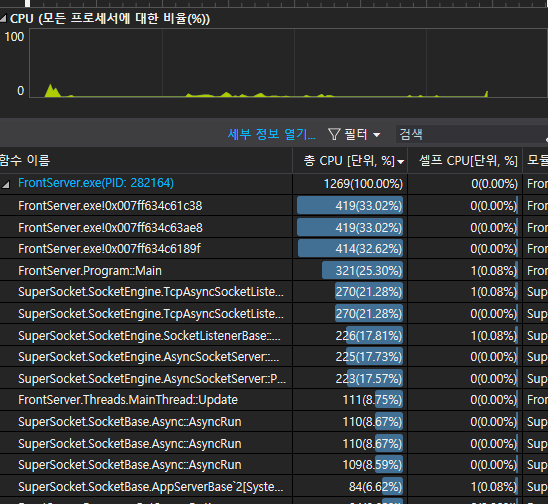 CPU (모든 프로세서에 대한 비율(%))
100
0
세부 정보 열기... 필터 검색
함수 이름 총 CPU [단위, %] 셀프 CPU[단위, %] 모듈
FrontServer.exe(PID: 282164) 1269(100.00%) 0(0.00%) Fron
FrontServer.exe!0x007ff634c61c38 419(33.02%) 0(0.00%) Fron
FrontServer.exe!0x007ff634c63ae8 419(33.02%) 0(0.00%) Fron
FrontServer.exe!0x007ff634c6189f 414(32.62%) 0(0.00%) Fron
FrontServer.Program::Main 321(25.30%) 1(0.08%) Fron
SuperSocket.SocketEngine.TcpAsyncSocketListe... 270(21.28%) 1(0.08%) Sup
SuperSocket.SocketEngine.TcpAsyncSocketListe... 270(21.28%) 0(0.00%) Sup
SuperSocket.SocketEngine.SocketListenerBase::... 226(17.81%) 1(0.08%) Sup
SuperSocket.SocketEngine.AsyncSocketServer::... 225(17.73%) 0(0.00%) Sup
SuperSocket.SocketEngine.AsyncSocketServer::P... 223(17.57%) 0(0.00%) Sup
FrontServer.Threads.MainThread::Update 111(8.75%) 0(0.00%) Fron
SuperSocket.SocketBase.Async::AsyncRun 110(8.67%) 0(0.00%) Sup
SuperSocket.SocketBase.Async::AsyncRun 110(8.67%) 0(0.00%) Sup
SuperSocket.SocketBase.Async::AsyncRun 109(8.59%) 0(0.00%) Sup
SuperSocket.SocketBase.AppServerBase`2[Syste... 84(6.62%) 1(0.08%) Sup